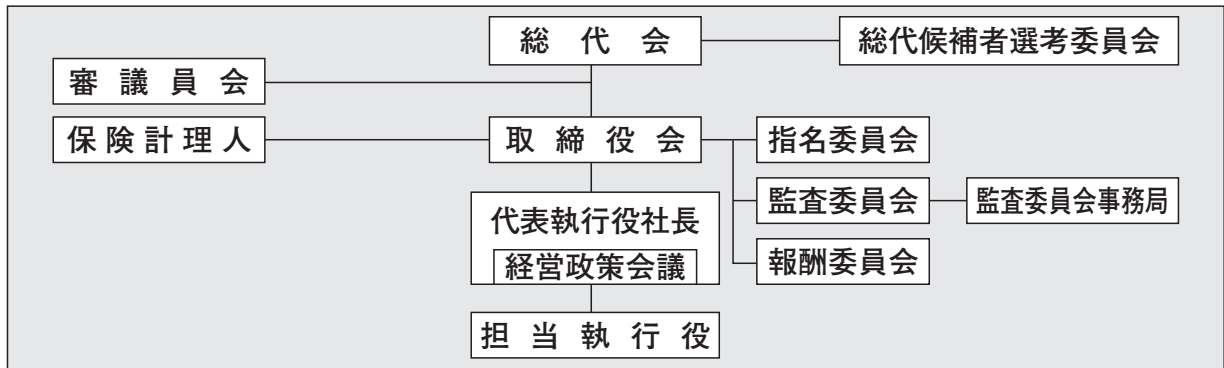 総代会
総代候補者選考委員会
審議員会
保険計理人
取締役会
指名委員会
監査委員会
監査委員会事務局
代表執行役社長
経営政策会議
報酬委員会
担当執行役